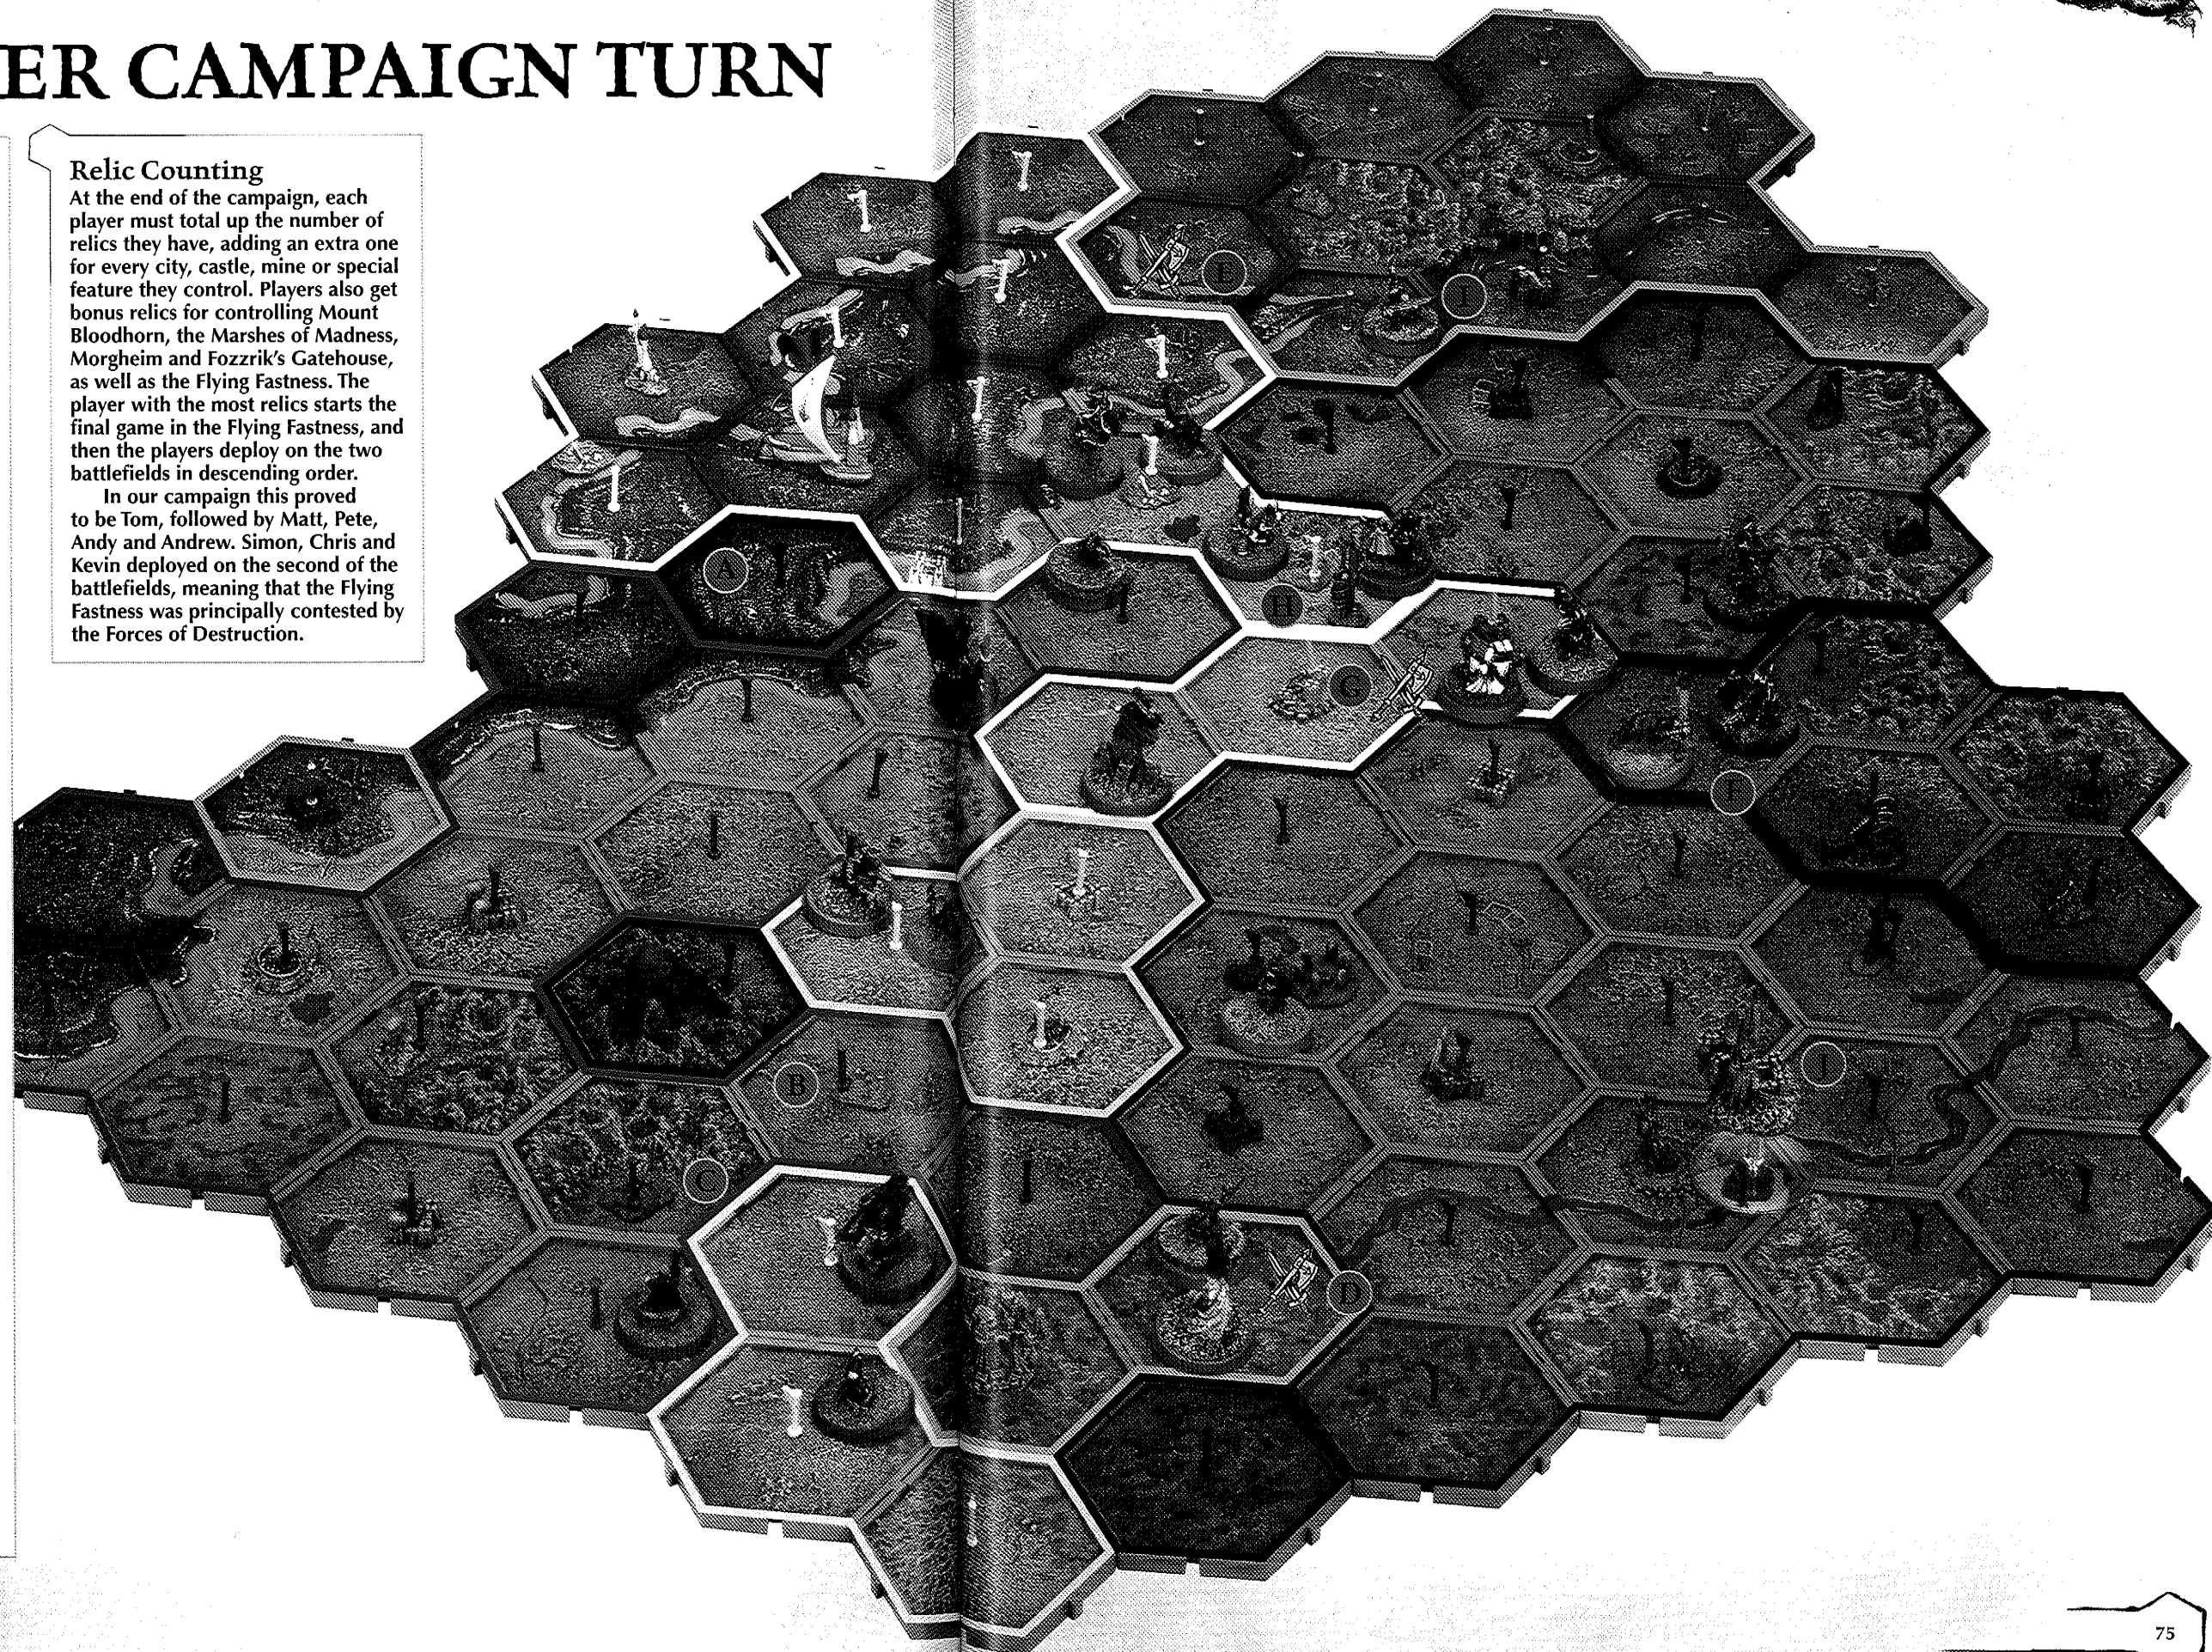 ER CAMPAIGN TURN
Relic Counting
At the end of the campaign, each
player must total up the number of
relics they have, adding an extra one
for every city, castle, mine or special
feature they control. Players also get
bonus relics for controlling Mount
Bloodhorn, the Marshes of Madness,
Morgheim and Fozzrik's Gatehouse,
as well as the Flying Fastness. The
player with the most relics starts the
final game in the Flying Fastness, and
then the players deploy on the two
battlefields in descending order.
In our campaign this proved
to be Tom, followed by Matt, Pete,
Andy and Andrew. Simon, Chris and
Kevin deployed on the second of the
battlefields, meaning that the Flying
Fastness was principally contested by
the Forces of Destruction.
E
I
A
H
G
F
B
J
C
D
75